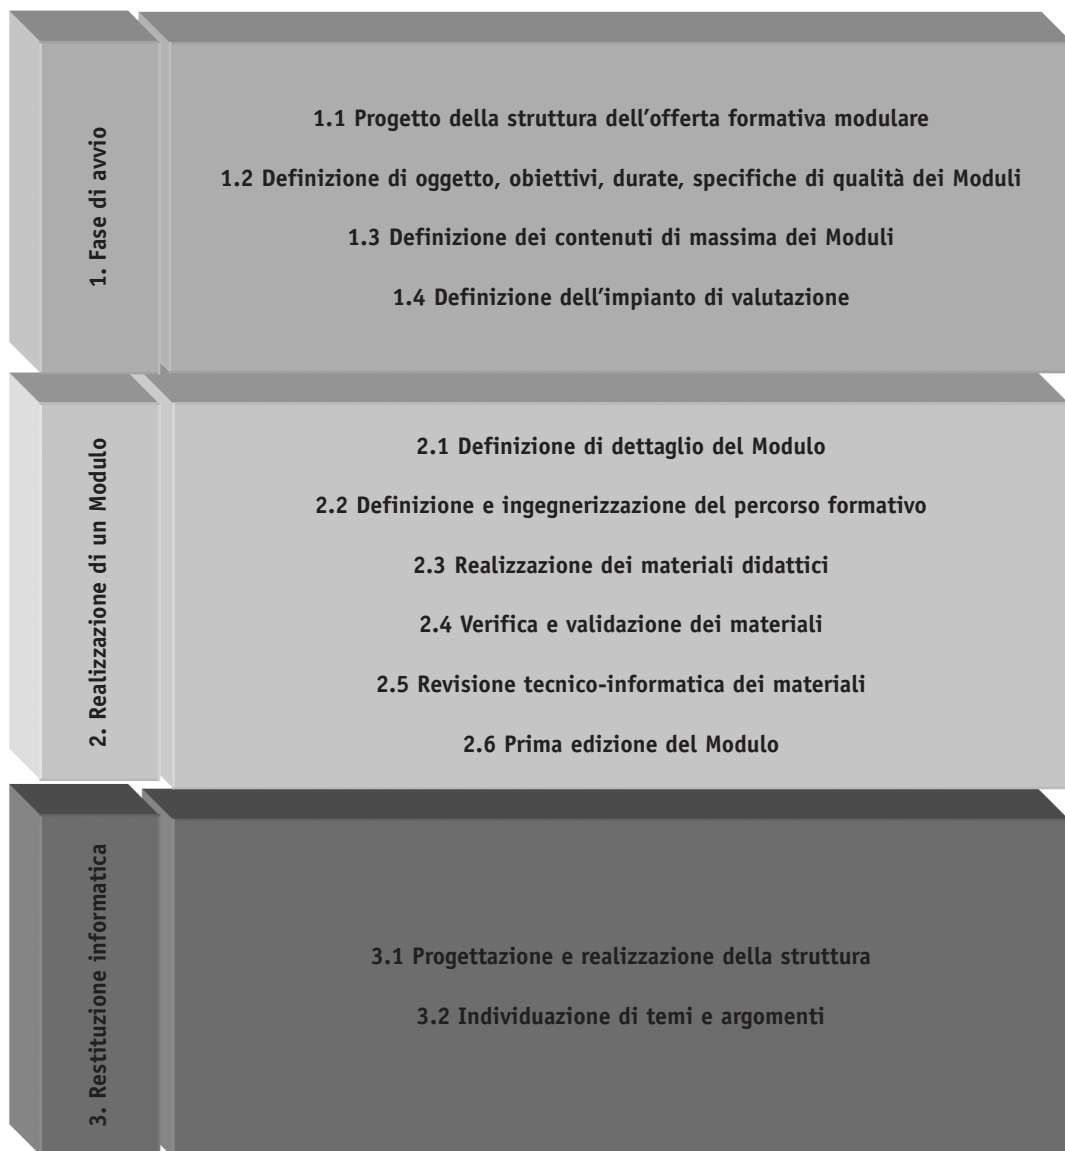 1. Fase di avvio
1.1 Progetto della struttura dell’offerta formativa modulare
1.2 Definizione di oggetto, obiettivi, durate, specifiche di qualità dei Moduli
1.3 Definizione dei contenuti di massima dei Moduli
1.4 Definizione dell’impianto di valutazione
2. Realizzazione di un Modulo
2.1 Definizione di dettaglio del Modulo
2.2 Definizione e ingegnerizzazione del percorso formativo
2.3 Realizzazione dei materiali didattici
2.4 Verifica e validazione dei materiali
2.5 Revisione tecnico-informatica dei materiali
2.6 Prima edizione del Modulo
3. Restituzione informatica
3.1 Progettazione e realizzazione della struttura
3.2 Individuazione di temi e argomenti